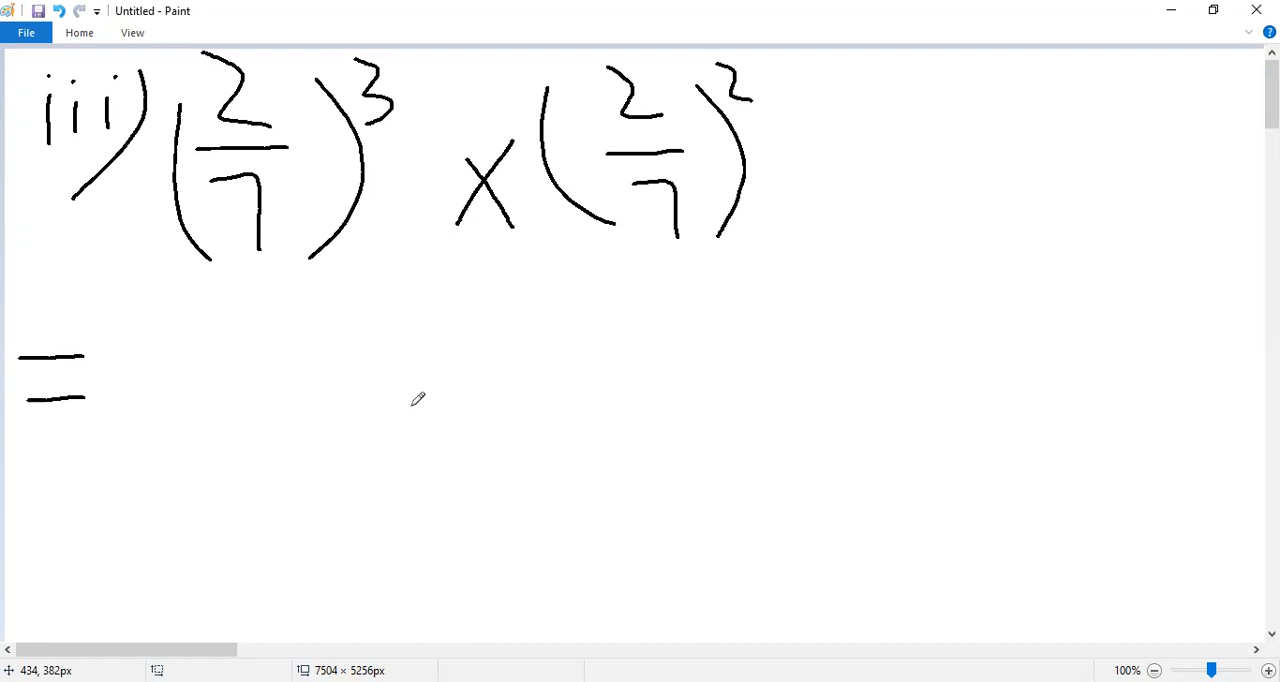 Untitled - Paint
File Home View
iii) (2/7)^3 x (2/7)^2
=
434, 382px 7504 × 5256px 100%